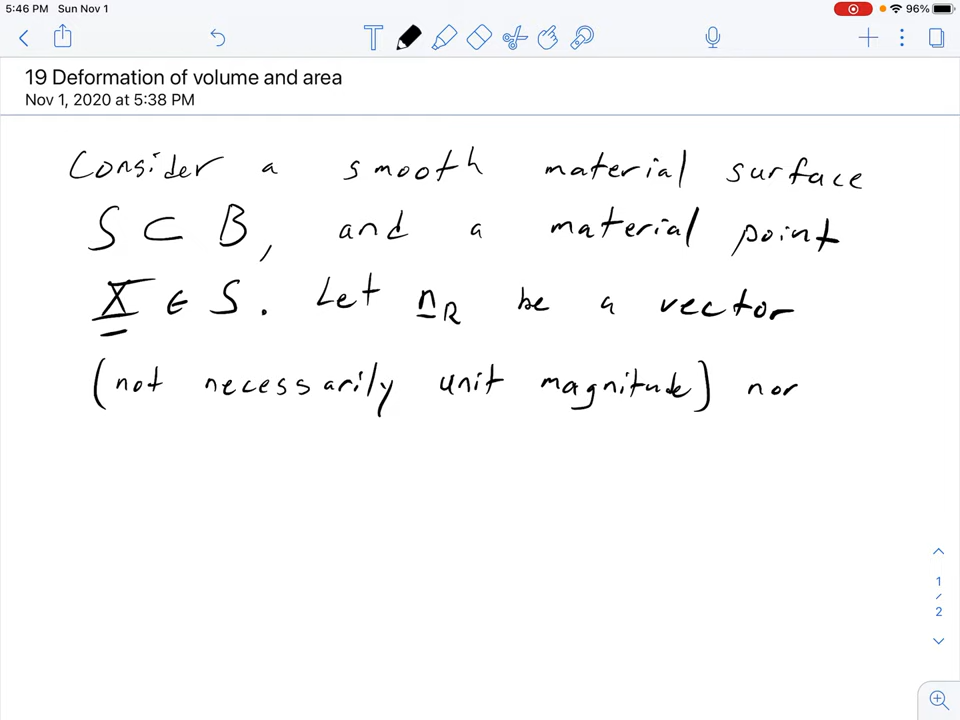 5:46 PM Sun Nov 1 96%
19 Deformation of volume and area
Nov 1, 2020 at 5:38 PM
Consider a smooth material surface
S ⊂ B, and a material point
X ∈ S. Let n_R be a vector
(not necessarily unit magnitude) nor
1
/
2